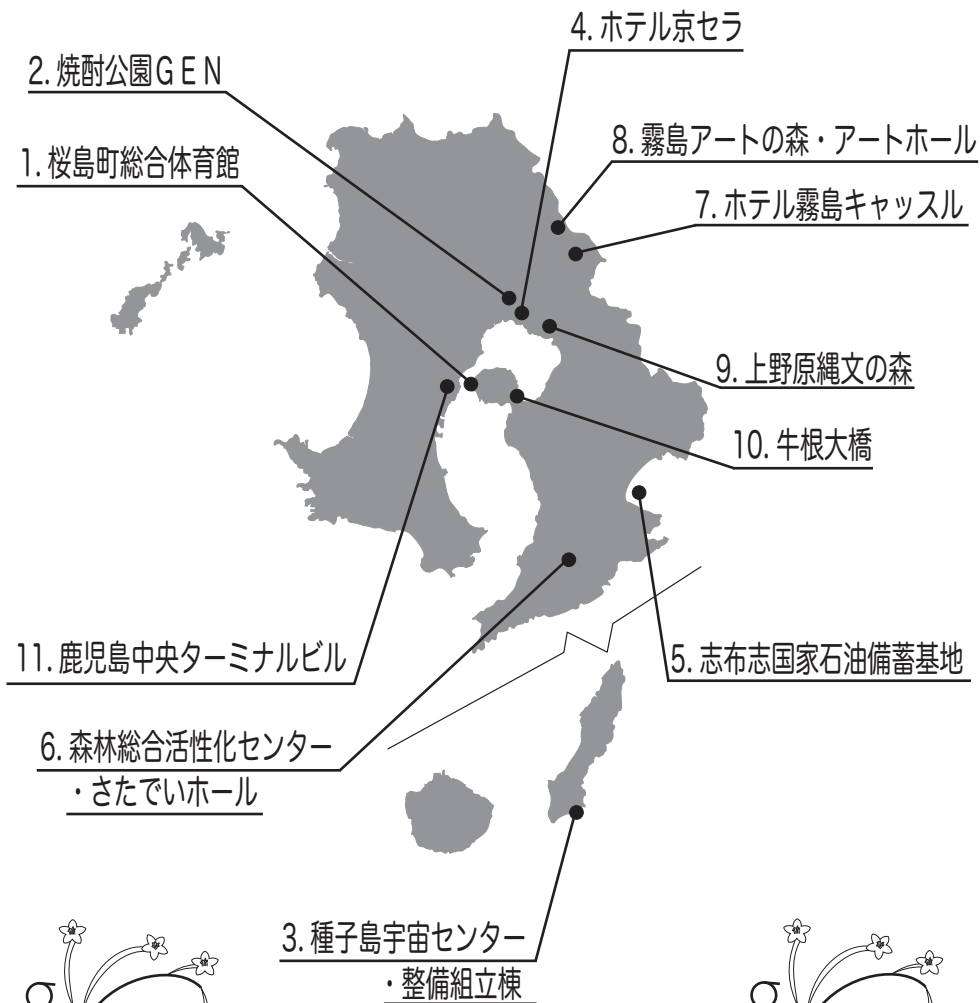 4. ホテル京セラ
2. 焼酎公園GEN
8. 霧島アートの森・アートホール
1. 桜島町総合体育館
7. ホテル霧島キャッスル
9. 上野原縄文の森
10. 牛根大橋
11. 鹿児島中央ターミナルビル
5. 志布志国家石油備蓄基地
6. 森林総合活性化センター
・さたでいホール
3. 種子島宇宙センター
・整備組立棟